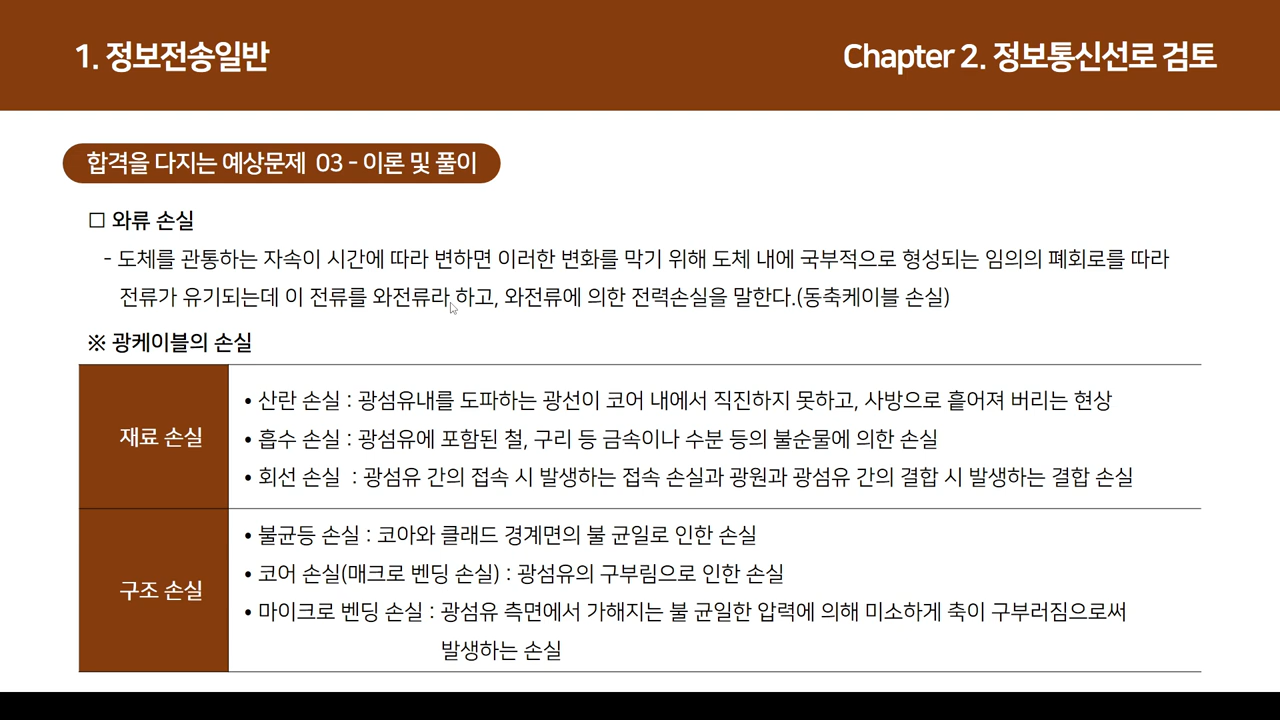 1. 정보전송일반
Chapter 2. 정보통신선로 검토
합격을 다지는 예상문제 03 - 이론 및 풀이
□ 와류 손실
- 도체를 관통하는 자속이 시간에 따라 변하면 이러한 변화를 막기 위해 도체 내에 국부적으로 형성되는 임의의 폐회로를 따라
전류가 유기되는데 이 전류를 와전류라 하고, 와전류에 의한 전력손실을 말한다.(동축케이블 손실)
※ 광케이블의 손실
재료 손실
• 산란 손실 : 광섬유내를 도파하는 광선이 코어 내에서 직진하지 못하고, 사방으로 흩어져 버리는 현상
• 흡수 손실 : 광섬유에 포함된 철, 구리 등 금속이나 수분 등의 불순물에 의한 손실
• 회선 손실 : 광섬유 간의 접속 시 발생하는 접속 손실과 광원과 광섬유 간의 결합 시 발생하는 결합 손실
구조 손실
• 불균등 손실 : 코아와 클래드 경계면의 불 균일로 인한 손실
• 코어 손실(매크로 벤딩 손실) : 광섬유의 구부림으로 인한 손실
• 마이크로 벤딩 손실 : 광섬유 측면에서 가해지는 불 균일한 압력에 의해 미소하게 축이 구부러짐으로써
발생하는 손실